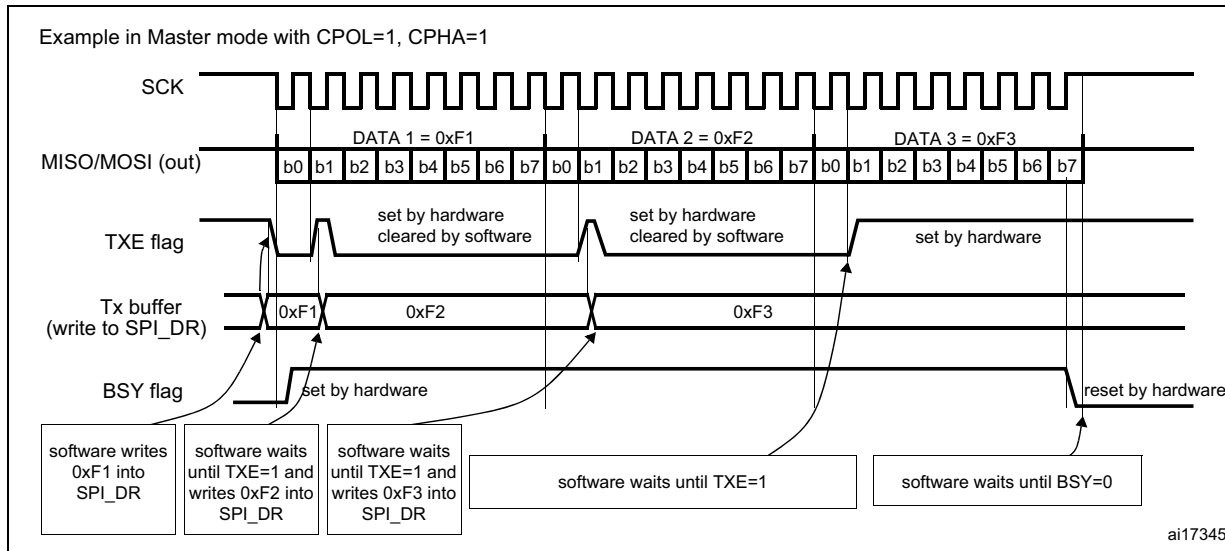 Example in Master mode with CPOL=1, CPHA=1
SCK
DATA 1 = 0xF1
DATA 2 = 0xF2
DATA 3 = 0xF3
MISO/MOSI (out)
b0 b1 b2 b3 b4 b5 b6 b7 b0 b1 b2 b3 b4 b5 b6 b7 b0 b1 b2 b3 b4 b5 b6 b7
TXE flag
set by hardware
cleared by software
set by hardware
cleared by software
set by hardware
Tx buffer
(write to SPI_DR)
0xF1
0xF2
0xF3
BSY flag
set by hardware
reset by hardware
software writes
0xF1 into
SPI_DR
software waits
until TXE=1 and
writes 0xF2 into
SPI_DR
software waits
until TXE=1 and
writes 0xF3 into
SPI_DR
software waits until TXE=1
software waits until BSY=0
ai17345